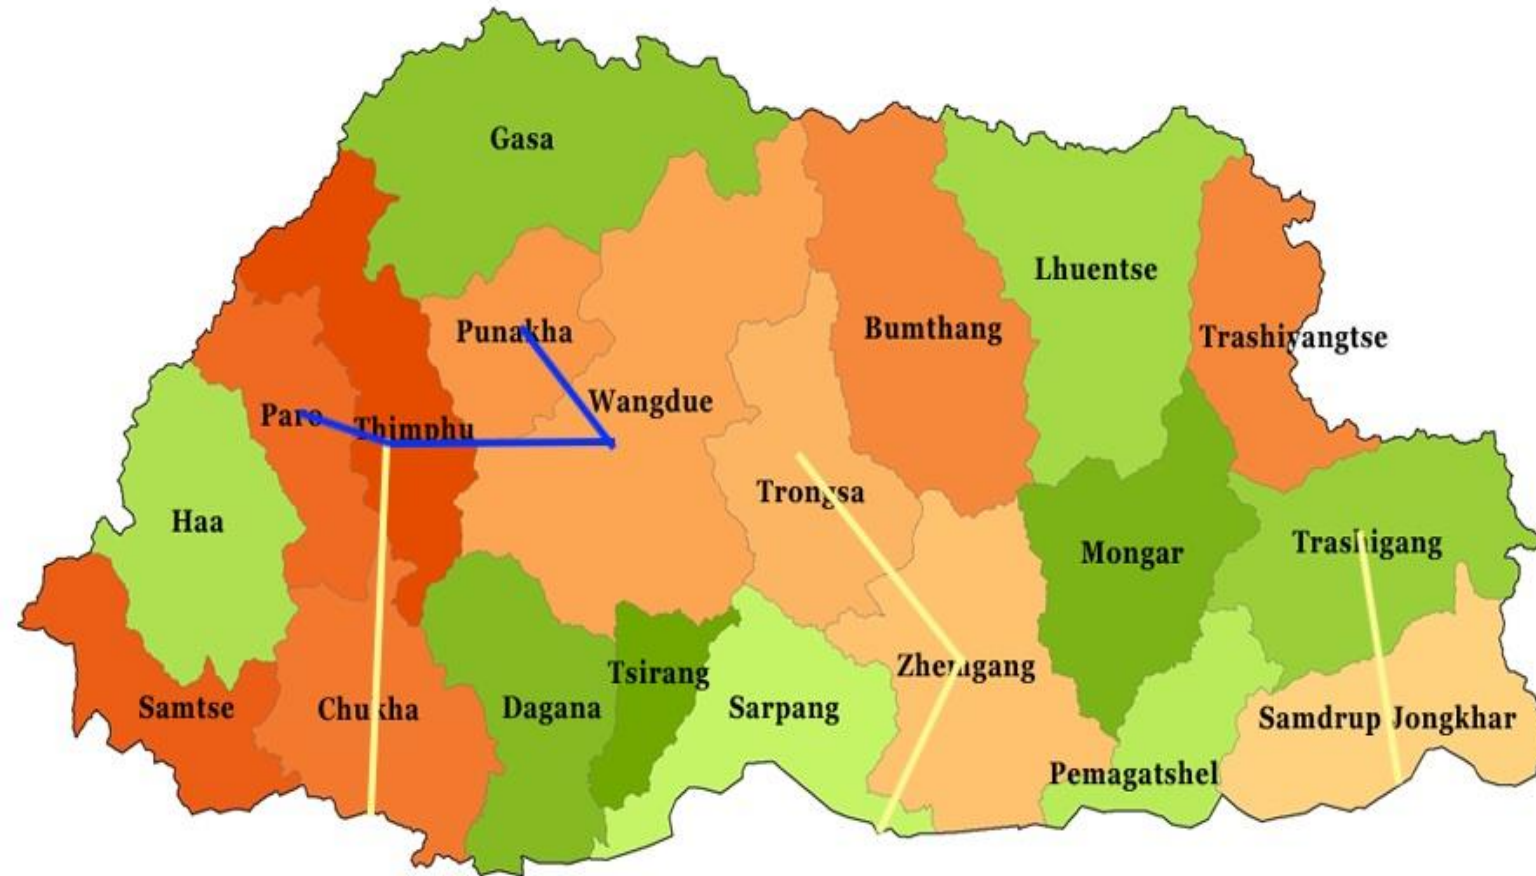 Gasa
Lhuentse
Punakha
Bumthang
Trashiyangtse
Wangdue
Paro
Thimphu
Trongsa
Haa
Trashigang
Mongar
Tsirang
Zhemgang
Samtse
Chukha
Dagana
Sarpang
Samdrup Jongkhar
Pemagatshel